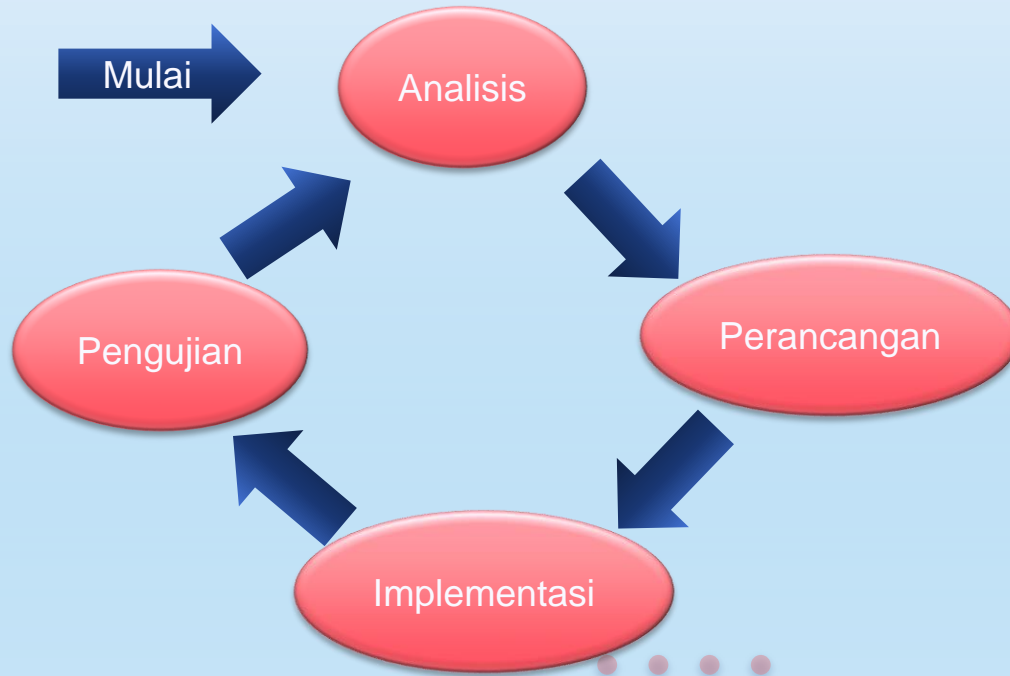 Mulai
Analisis
Perancangan
Implementasi
Pengujian